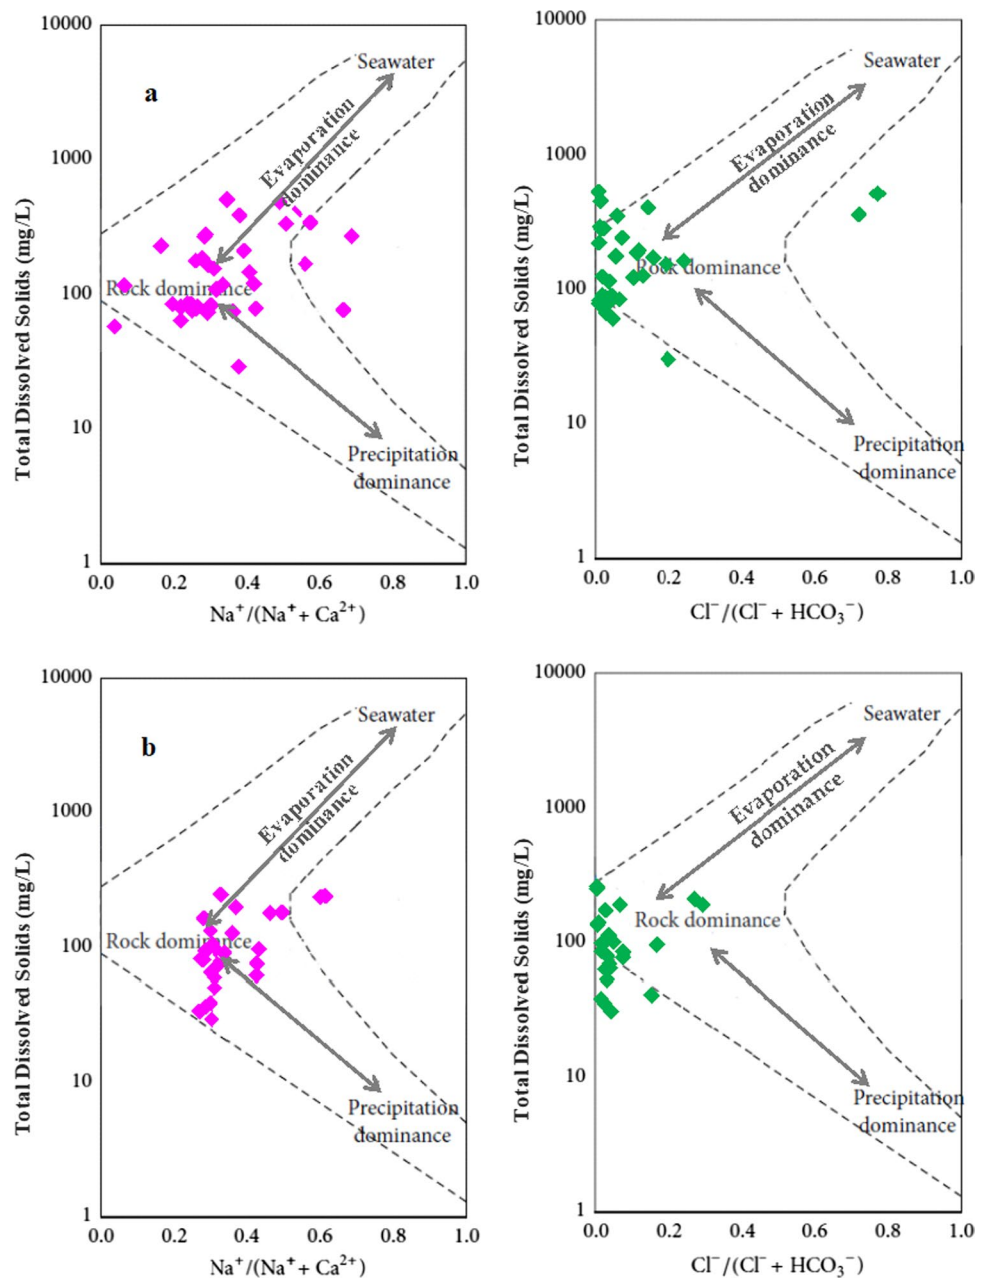 a
10000
1000
100
10
1
Total Dissolved Solids (mg/L)
Seawater
Evaporation
dominance
Rock dominance
Precipitation
dominance
0.0 0.2 0.4 0.6 0.8 1.0
Na⁺/(Na⁺ + Ca²⁺)
10000
1000
100
10
1
Total Dissolved Solids (mg/L)
Seawater
Evaporation
dominance
Rock dominance
Precipitation
dominance
0.0 0.2 0.4 0.6 0.8 1.0
Cl⁻/(Cl⁻ + HCO₃⁻)
b
10000
1000
100
10
1
Total Dissolved Solids (mg/L)
Seawater
Evaporation
dominance
Rock dominance
Precipitation
dominance
0.0 0.2 0.4 0.6 0.8 1.0
Na⁺/(Na⁺ + Ca²⁺)
10000
1000
100
10
1
Total Dissolved Solids (mg/L)
Seawater
Evaporation
dominance
Rock dominance
Precipitation
dominance
0.0 0.2 0.4 0.6 0.8 1.0
Cl⁻/(Cl⁻ + HCO₃⁻)